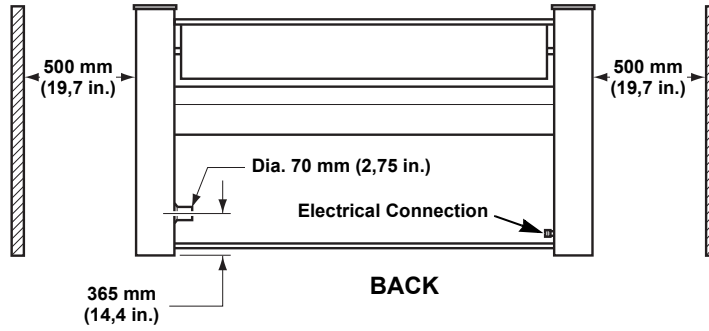 500 mm
(19,7 in.)
500 mm
(19,7 in.)
Dia. 70 mm (2,75 in.)
Electrical Connection
365 mm
(14,4 in.)
BACK